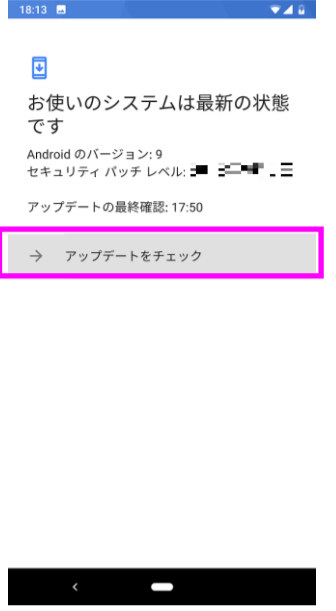 18:13
お使いのシステムは最新の状態
です
Android のバージョン: 9
セキュリティ パッチ レベル:
アップデートの最終確認: 17:50
→ アップデートをチェック